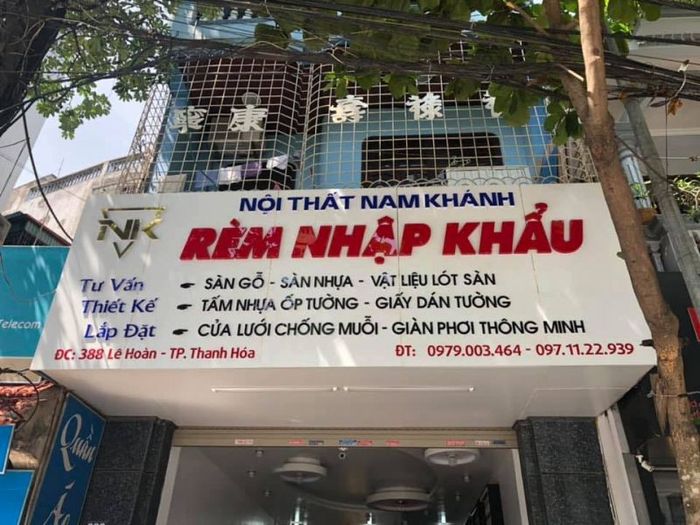 康 壽 祿
NỘI THẤT NAM KHÁNH
NK
RÈM NHẬP KHẨU
Tư Vấn ☛ SÀN GỖ - SÀN NHỰA - VẬT LIỆU LÓT SÀN
Thiết Kế ☛ TẤM NHỰA ỐP TƯỜNG - GIẤY DÁN TƯỜNG
Lắp Đặt ☛ CỦA LƯỚI CHỐNG MUỖI - GIÀN PHƠI THÔNG MINH
ĐC: 388 Lê Hoàn - TP. Thanh Hóa ĐT: 0979.003.464 - 097.11.22.939
Telecom
Quần